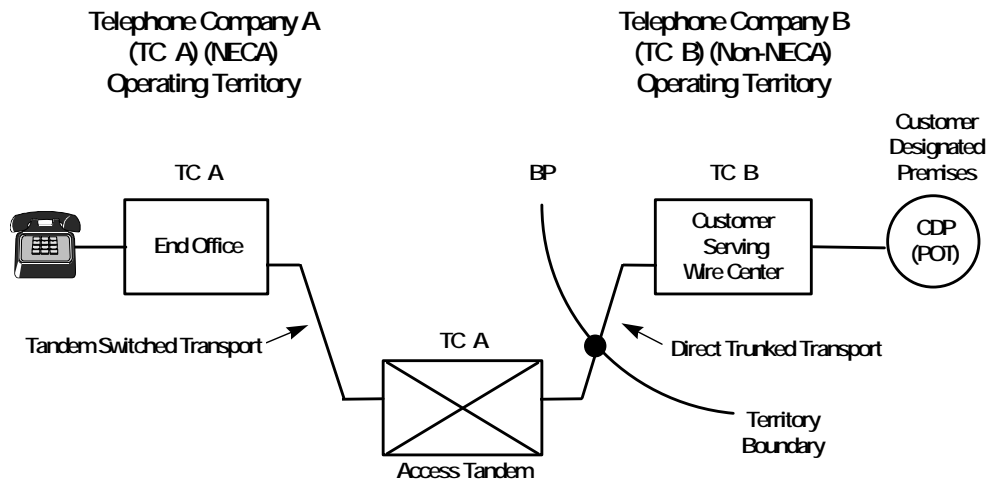 Telephone Company A
(TC A) (NECA)
Operating Territory
Telephone Company B
(TC B) (Non-NECA)
Operating Territory
Customer
Designated
Premises
TC A
BP
TC B
End Office
Customer
Serving
Wire Center
CDP
(POT)
Tandem Switched Transport
TC A
Direct Trunked Transport
Territory
Boundary
Access Tandem